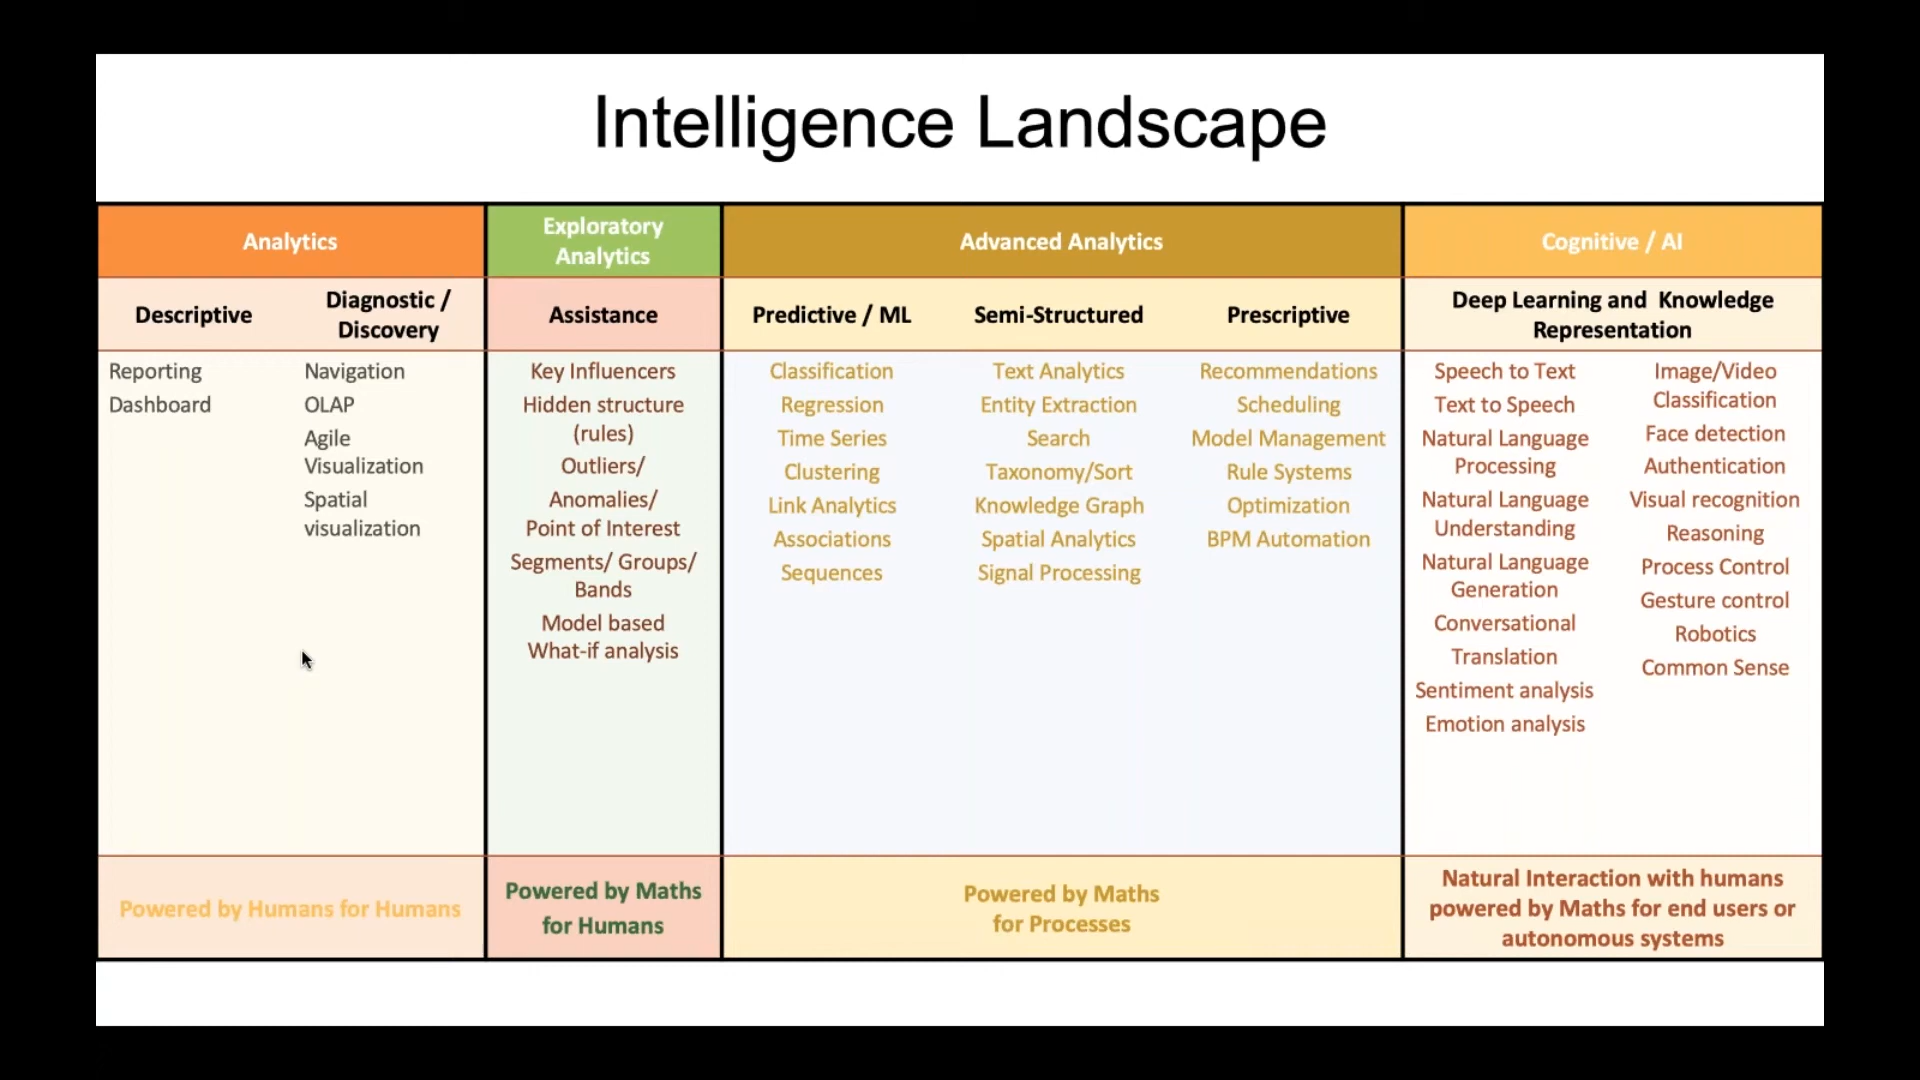 Intelligence Landscape
Analytics
Exploratory
Analytics
Advanced Analytics
Cognitive / AI
Descriptive
Diagnostic /
Discovery
Assistance
Predictive / ML
Semi-Structured
Prescriptive
Deep Learning and Knowledge
Representation
Reporting
Dashboard
Navigation
OLAP
Agile
Visualization
Spatial
visualization
Key Influencers
Hidden structure
(rules)
Outliers/
Anomalies/
Point of Interest
Segments/ Groups/
Bands
Model based
What-if analysis
Classification
Regression
Time Series
Clustering
Link Analytics
Associations
Sequences
Text Analytics
Entity Extraction
Search
Taxonomy/Sort
Knowledge Graph
Spatial Analytics
Signal Processing
Recommendations
Scheduling
Model Management
Rule Systems
Optimization
BPM Automation
Speech to Text
Text to Speech
Natural Language
Processing
Natural Language
Understanding
Natural Language
Generation
Conversational
Translation
Sentiment analysis
Emotion analysis
Image/Video
Classification
Face detection
Authentication
Visual recognition
Reasoning
Process Control
Gesture control
Robotics
Common Sense
Powered by Humans for Humans
Powered by Maths
for Humans
Powered by Maths
for Processes
Natural Interaction with humans
powered by Maths for end users or
autonomous systems